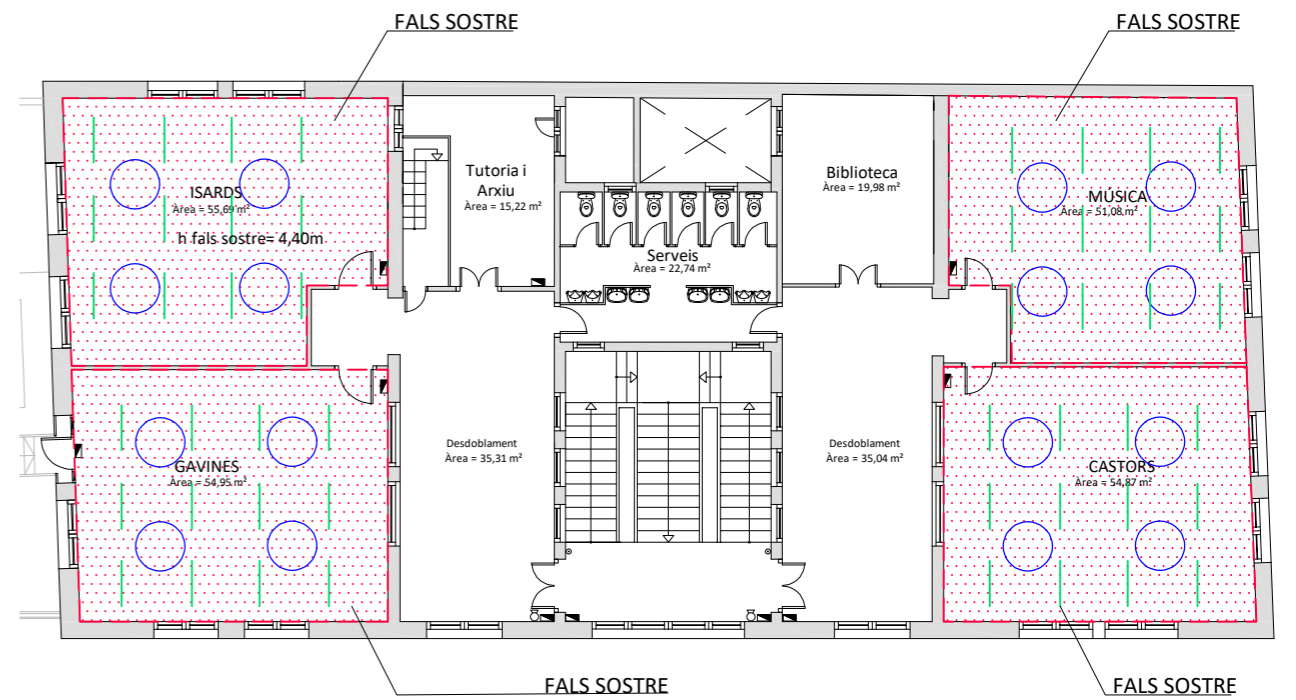 FALS SOSTRE
FALS SOSTRE
ISARDS
Àrea = 55,69 m²
h fals sostre= 4,40m
Tutoria i
Arxiu
Àrea = 15,22 m²
Biblioteca
Àrea = 19,98 m²
MÚSICA
Àrea = 51,08 m²
Serveis
Àrea = 22,74 m²
GAVINES
Àrea = 54,95 m²
Desdoblament
Àrea = 35,31 m²
Desdoblament
Àrea = 35,04 m²
CASTORS
Àrea = 54,87 m²
FALS SOSTRE
FALS SOSTRE